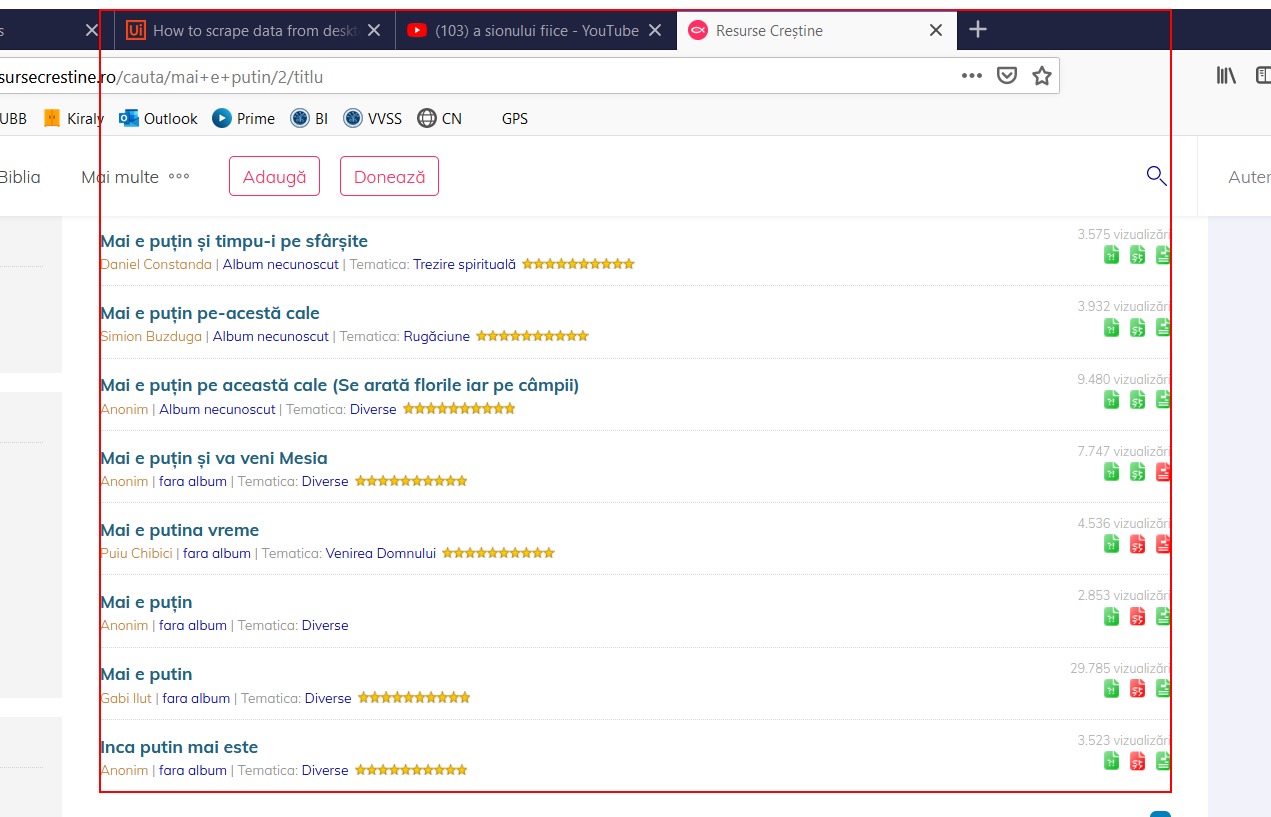 s How to scrape data from deskt (103) a sionului fiice - YouTube Resurse Creștine
sursecrestine.ro/cauta/mai+e+putin/2/titlu
UBB Kiraly Outlook Prime BI VVSS CN GPS
Biblia Mai multe Adaugă Donează Auten
Mai e puțin și timpu-i pe sfârșite 3.575 vizualizări
Daniel Constanda | Album necunoscut | Tematica: Trezire spirituală
Mai e puțin pe-acestă cale 3.932 vizualizări
Simion Buzduga | Album necunoscut | Tematica: Rugăciune
Mai e puțin pe această cale (Se arată florile iar pe câmpii) 9.480 vizualizări
Anonim | Album necunoscut | Tematica: Diverse
Mai e puțin și va veni Mesia 7.747 vizualizări
Anonim | fara album | Tematica: Diverse
Mai e putina vreme 4.536 vizualizări
Puiu Chibici | fara album | Tematica: Venirea Domnului
Mai e puțin 2.853 vizualizări
Anonim | fara album | Tematica: Diverse
Mai e putin 29.785 vizualizări
Gabi Ilut | fara album | Tematica: Diverse
Inca putin mai este 3.523 vizualizări
Anonim | fara album | Tematica: Diverse